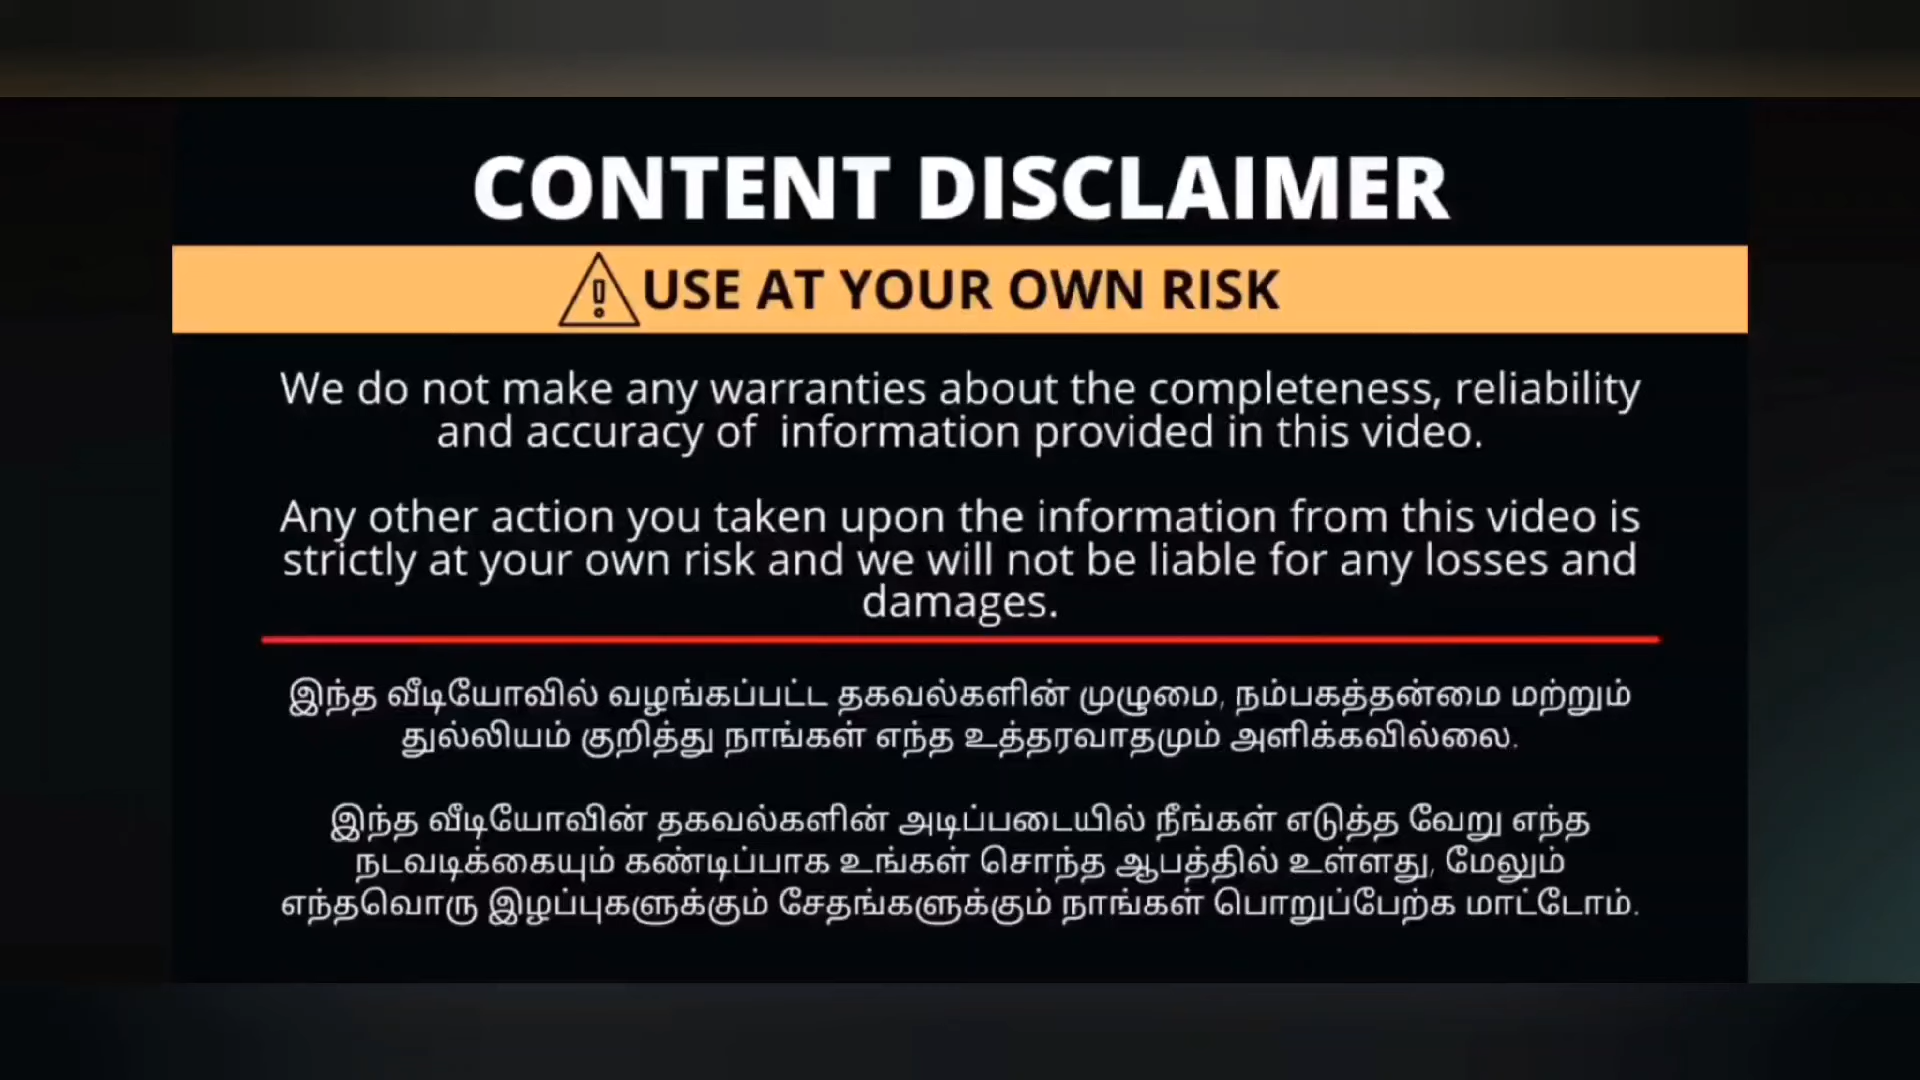 CONTENT DISCLAIMER
USE AT YOUR OWN RISK
We do not make any warranties about the completeness, reliability
and accuracy of information provided in this video.
Any other action you taken upon the information from this video is
strictly at your own risk and we will not be liable for any losses and
damages.
இந்த வீடியோவில் வழங்கப்பட்ட தகவல்களின் முழுமை, நம்பகத்தன்மை மற்றும்
துல்லியம் குறித்து நாங்கள் எந்த உத்தரவாதமும் அளிக்கவில்லை.
இந்த வீடியோவின் தகவல்களின் அடிப்படையில் நீங்கள் எடுத்த வேறு எந்த
நடவடிக்கையும் கண்டிப்பாக உங்கள் சொந்த ஆபத்தில் உள்ளது, மேலும்
எந்தவொரு இழப்புகளுக்கும் சேதங்களுக்கும் நாங்கள் பொறுப்பேற்க மாட்டோம்.